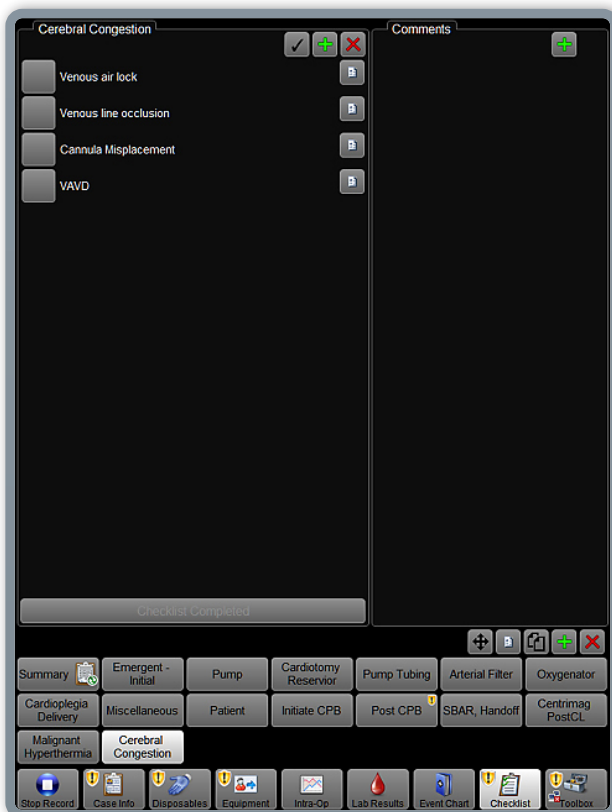 Cerebral Congestion
Comments
Venous air lock
Venous line occlusion
Cannula Misplacement
VAVD
Checklist Completed
Summary
Emergent -
Initial
Pump
Cardiotomy
Reservior
Pump Tubing
Arterial Filter
Oxygenator
Cardioplegia
Delivery
Miscellaneous
Patient
Initiate CPB
Post CPB
SBAR, Handoff
Centrimag
PostCL
Malignant
Hyperthermia
Cerebral
Congestion
Stop Record
Case Info
Disposables
Equipment
Intra-Op
Lab Results
Event Chart
Checklist
Toolbox